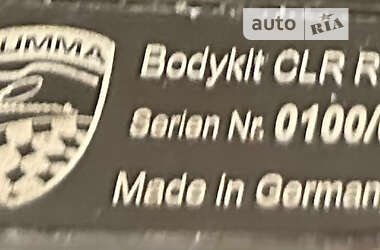 auto RIA
UMMA
Bodykit CLR R
Serien Nr. 0100/
Made in German